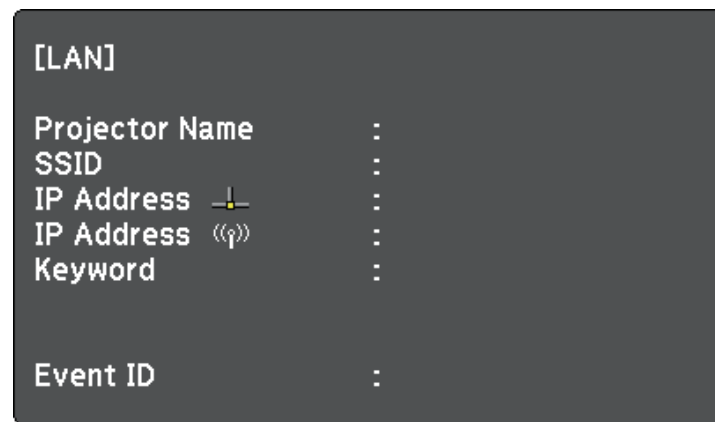 [LAN]
Projector Name :
SSID :
IP Address :
IP Address :
Keyword :
Event ID :